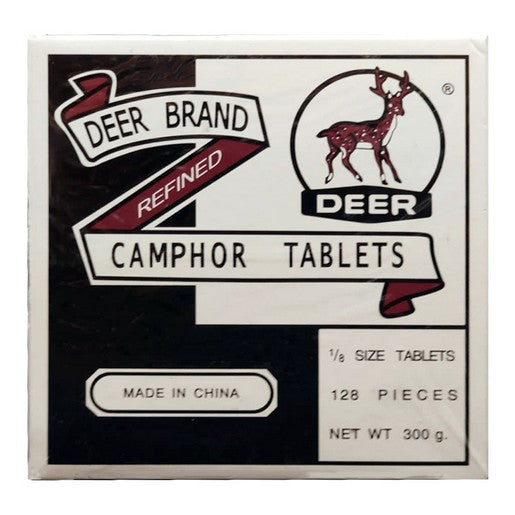 DEER BRAND
REFINED
CAMPHOR TABLETS
®
DEER
1/8 SIZE TABLETS
128 PIECES
NET WT 300 g.
MADE IN CHINA